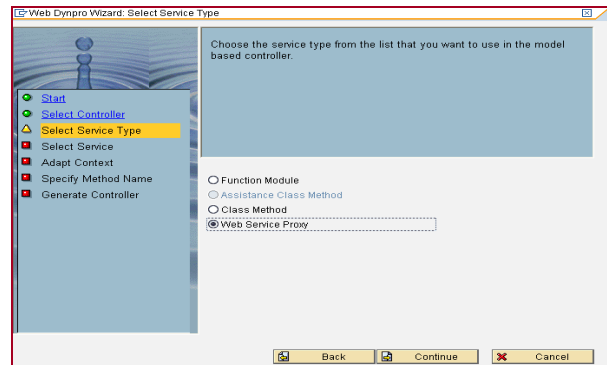 Web Dynpro Wizard: Select Service Type
Choose the service type from the list that you want to use in the model
based controller.
Start
Select Controller
Select Service Type
Select Service
Adapt Context
Specify Method Name
Generate Controller
Function Module
Assistance Class Method
Class Method
Web Service Proxy
Back Continue Cancel